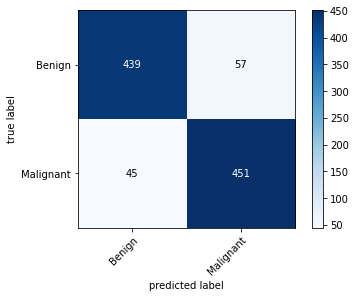 Benign
439
57
true label
Malignant
45
451
Benign
Malignant
predicted label
450
400
350
300
250
200
150
100
50